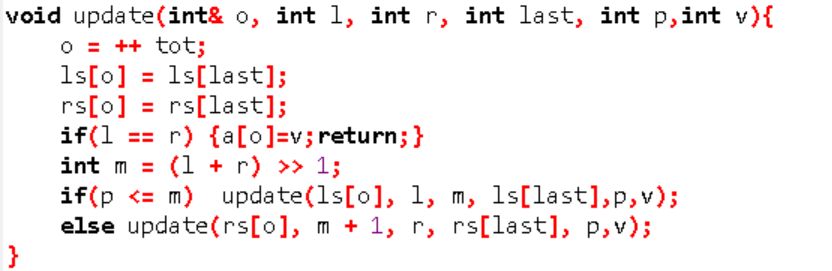 void update(int& o, int l, int r, int last, int p,int v){
    o = ++ tot;
    ls[o] = ls[last];
    rs[o] = rs[last];
    if(l == r) {a[o]=v;return;}
    int m = (l + r) >> 1;
    if(p <= m)  update(ls[o], l, m, ls[last],p,v);
    else update(rs[o], m + 1, r, rs[last], p,v);
}